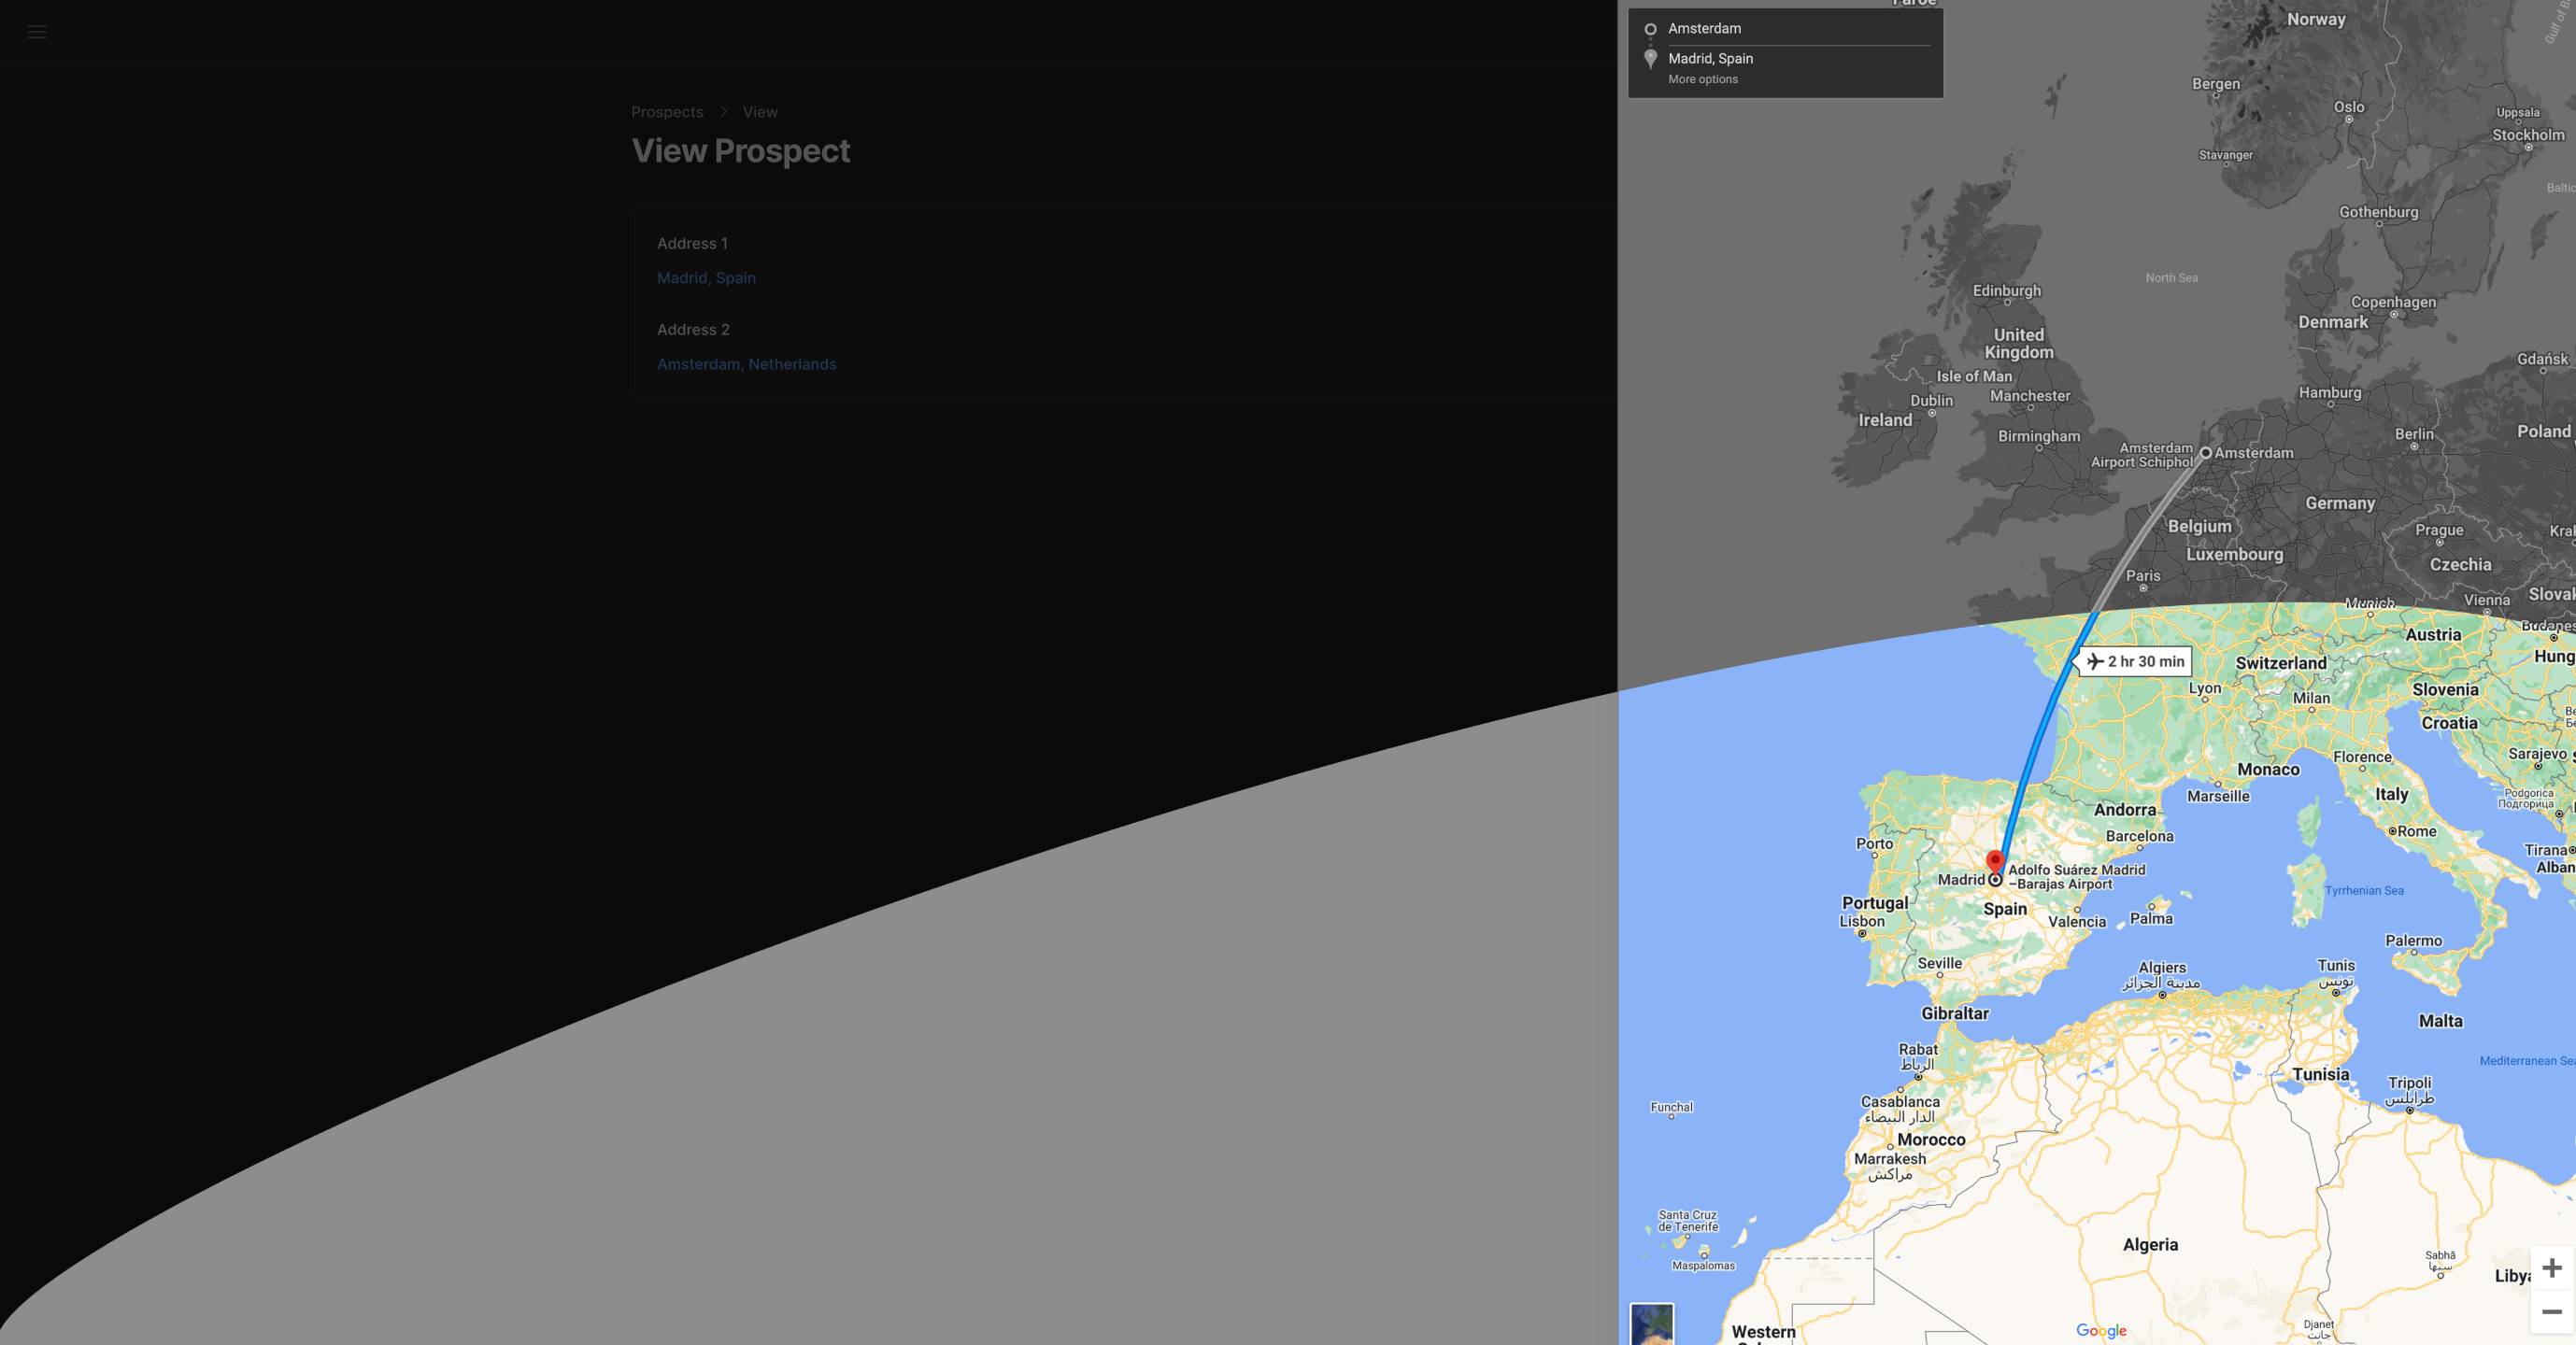 Prospects > View
View Prospect
Address 1
Madrid, Spain
Address 2
Amsterdam, Netherlands
Amsterdam
Madrid, Spain
More options
Norway
Bergen
Oslo
Uppsala
Stockholm
Stavanger
Gothenburg
North Sea
Edinburgh
Copenhagen
Denmark
United
Kingdom
Gdańsk
Isle of Man
Manchester
Hamburg
Dublin
Ireland
Birmingham
Berlin
Poland
Amsterdam
Airport Schiphol
Amsterdam
Germany
Belgium
Prague
Luxembourg
Czechia
Paris
Munich
Vienna
Austria
2 hr 30 min
Switzerland
Lyon
Slovenia
Milan
Croatia
Sarajevo
Florence
Monaco
Marseille
Italy
Podgorica
Подгорица
Andorra
Rome
Barcelona
Porto
Tirana
Adolfo Suárez Madrid
–Barajas Airport
Madrid
Tyrrhenian Sea
Portugal
Spain
Lisbon
Valencia
Palma
Palermo
Seville
Algiers
مدينة الجزائر
Tunis
تونس
Gibraltar
Malta
Rabat
الرباط
Mediterranean Sea
Tunisia
Tripoli
طرابلس
Casablanca
الدار البيضاء
Funchal
Morocco
Marrakesh
مراكش
Santa Cruz
de Tenerife
Maspalomas
Algeria
Sabhā
سبها
Western
Google
Djanet
جانت